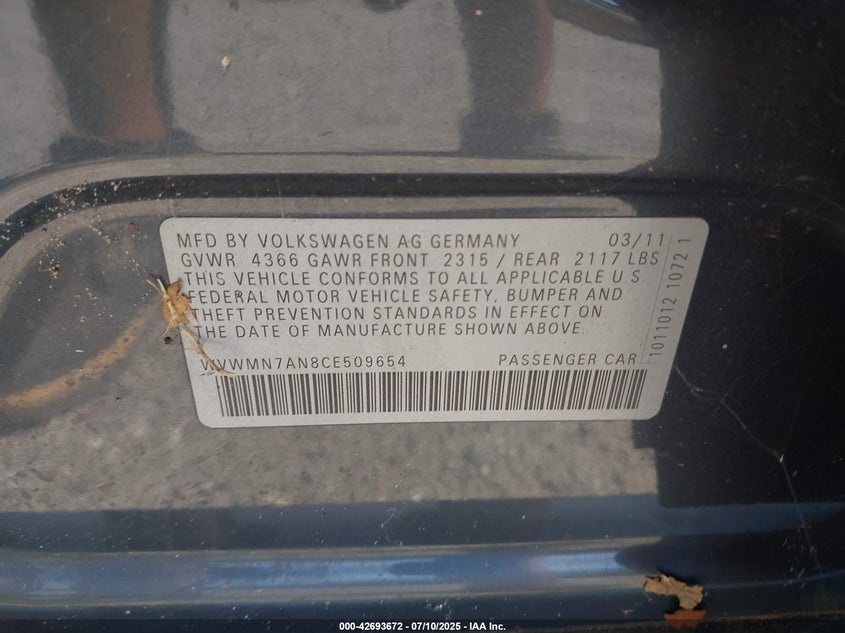 MFD BY VOLKSWAGEN AG GERMANY 03/11
GVWR 4366 GAWR FRONT 2315 / REAR 2117 LBS
THIS VEHICLE CONFORMS TO ALL APPLICABLE U.S.
FEDERAL MOTOR VEHICLE SAFETY, BUMPER AND
THEFT PREVENTION STANDARDS IN EFFECT ON
THE DATE OF MANUFACTURE SHOWN ABOVE.
WVWMN7AN8CE509654 PASSENGER CAR
1011012 1072 1
000-42693672 - 07/10/2025 - IAA Inc.